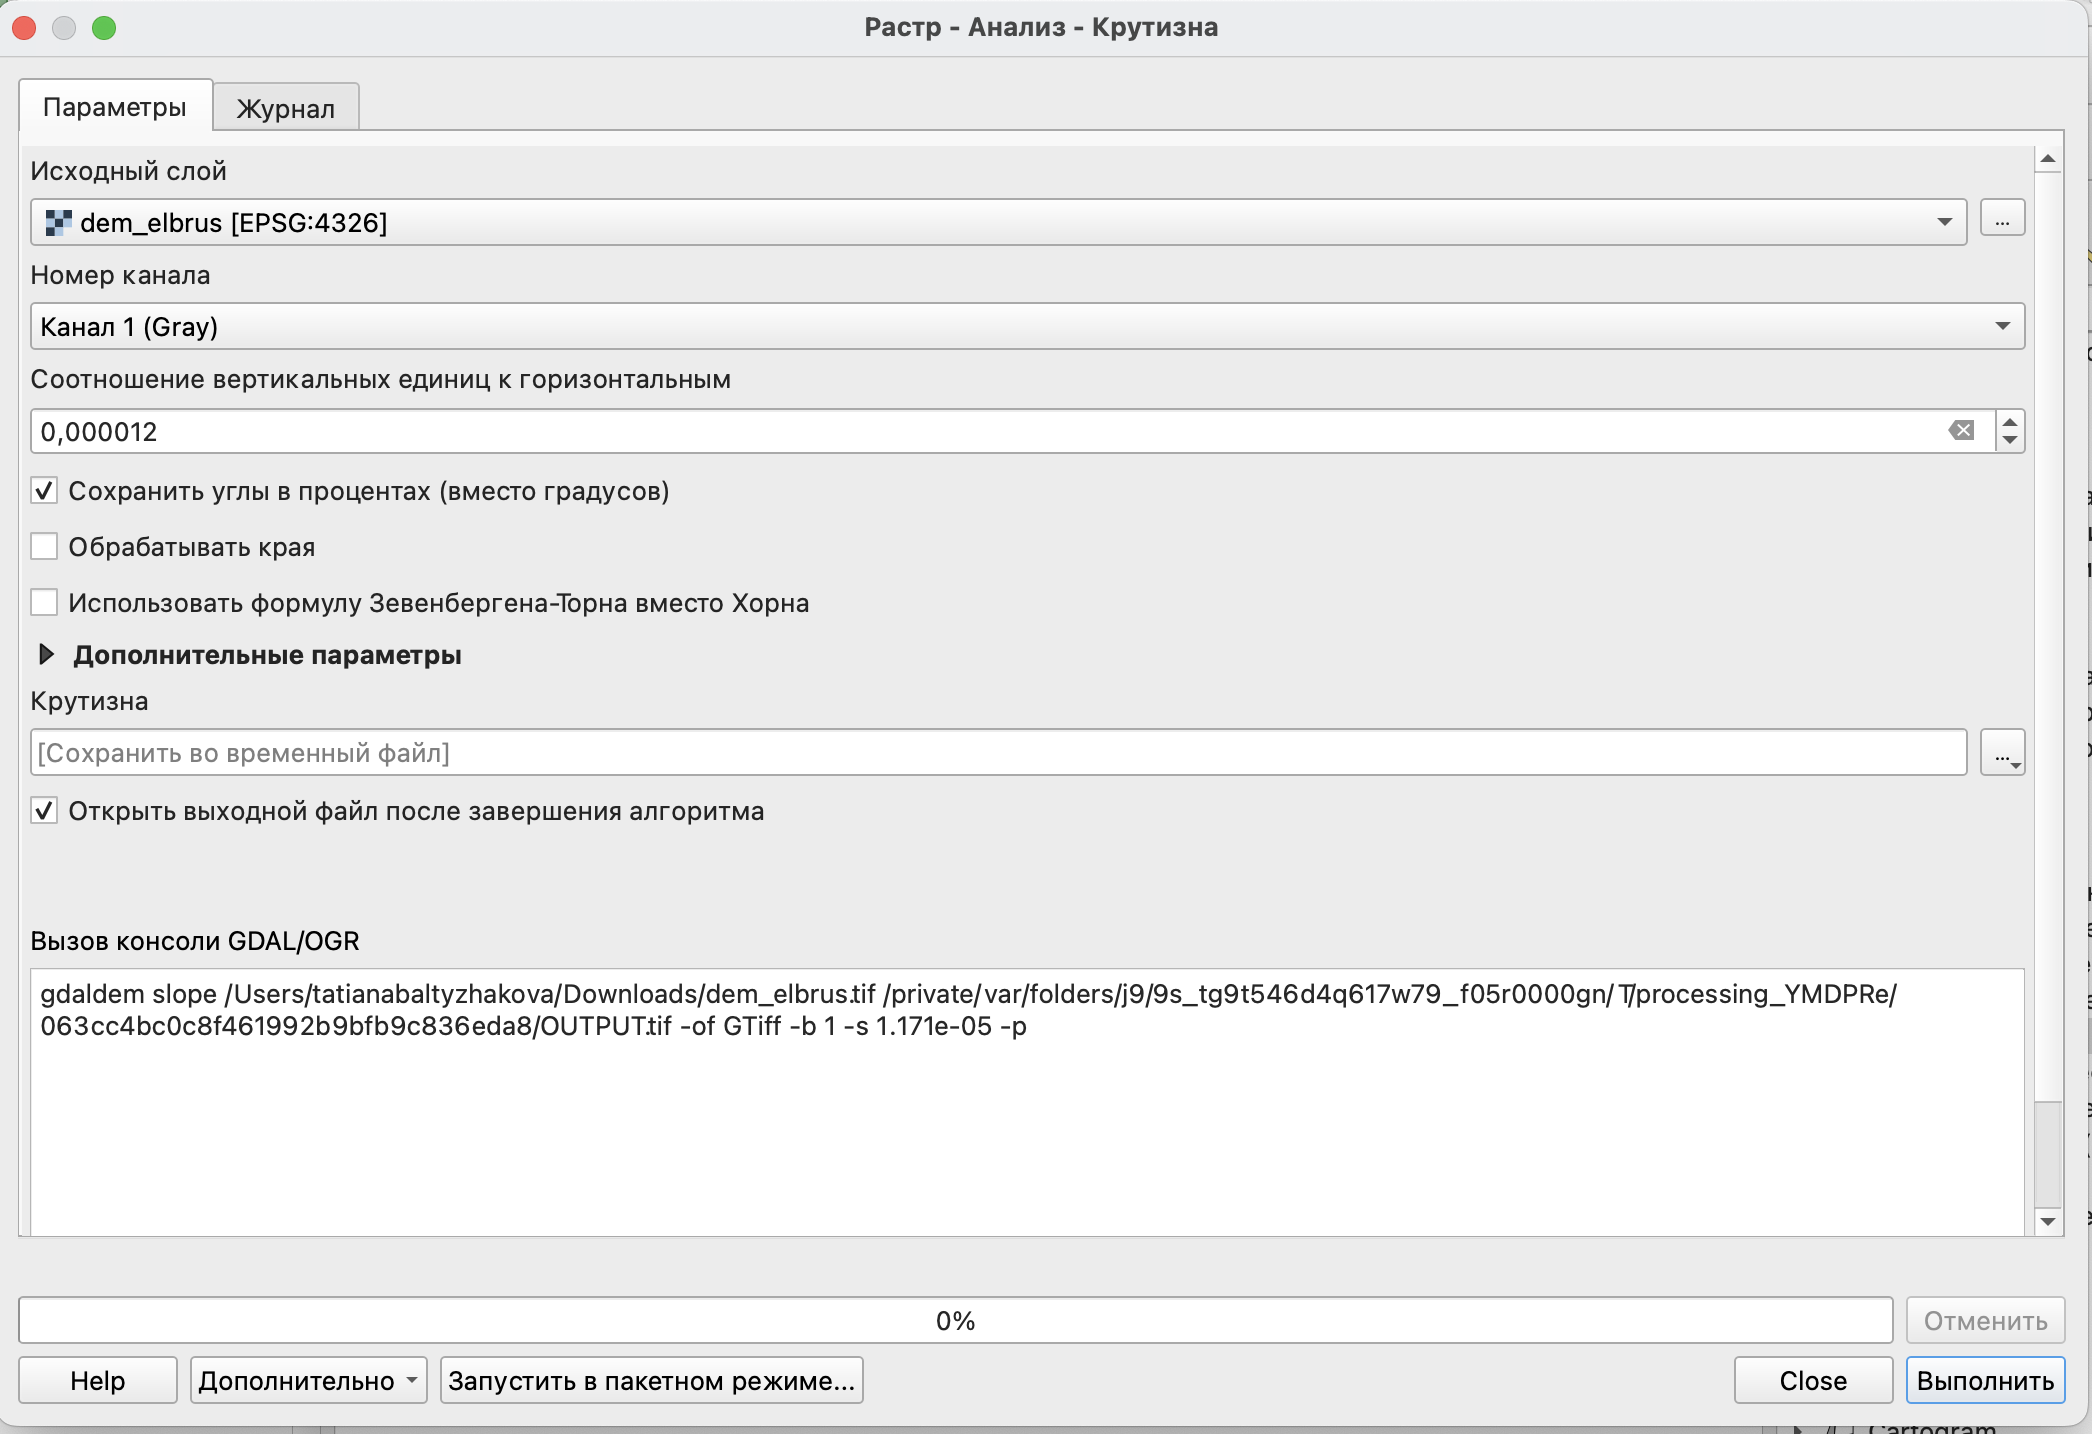 Растр - Анализ - Крутизна
Параметры
Журнал
Исходный слой
dem_elbrus [EPSG:4326]
...
Номер канала
Канал 1 (Gray)
Соотношение вертикальных единиц к горизонтальным
0,000012
Сохранить углы в процентах (вместо градусов)
Обрабатывать края
Использовать формулу Зевенбергена-Торна вместо Хорна
Дополнительные параметры
Крутизна
[Сохранить во временный файл]
...
Открыть выходной файл после завершения алгоритма
Вызов консоли GDAL/OGR
gdaldem slope /Users/tatianabaltyzhakova/Downloads/dem_elbrus.tif /private/var/folders/j9/9s_tg9t546d4q617w79_f05r0000gn/T/processing_YMDPRe/
063cc4bc0c8f461992b9bfb9c836eda8/OUTPUT.tif -of GTiff -b 1 -s 1.171e-05 -p
0%
Отменить
Help
Дополнительно
Запустить в пакетном режиме...
Close
Выполнить
Cartogram